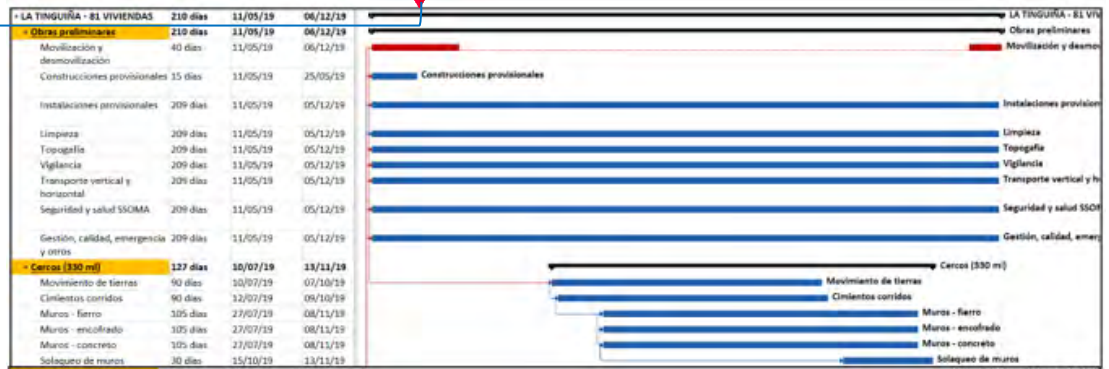 LA TINGUIÑA - 81 VIVIENDAS 210 días 11/05/19 06/12/19 LA TINGUIÑA - 81 VIV
Obras preliminares 210 días 11/05/19 06/12/19 Obras preliminares
Movilización y 40 días 11/05/19 06/12/19 Movilización y desmo
desmovilización
Construcciones provisionales 15 días 11/05/19 25/05/19 Construcciones provisionales
Instalaciones provisionales 209 días 11/05/19 05/12/19 Instalaciones provision
Limpieza 209 días 11/05/19 05/12/19 Limpieza
Topogafía 209 días 11/05/19 05/12/19 Topogafía
Vigilancia 209 días 11/05/19 05/12/19 Vigilancia
Transporte vertical y 209 días 11/05/19 05/12/19 Transporte vertical y h
horizontal
Seguridad y salud SSOMA 209 días 11/05/19 05/12/19 Seguridad y salud SSO
Gestión, calidad, emergencia 209 días 11/05/19 05/12/19 Gestión, calidad, emer
y otros
Cercos (330 ml) 127 días 10/07/19 13/11/19 Cercos (330 ml)
Movimiento de tierras 90 días 10/07/19 07/10/19 Movimiento de tierras
Cimientos corridos 90 días 12/07/19 09/10/19 Cimientos corridos
Muros - fierro 105 días 27/07/19 08/11/19 Muros - fierro
Muros - encofrado 105 días 27/07/19 08/11/19 Muros - encofrado
Muros - concreto 105 días 27/07/19 08/11/19 Muros - concreto
Solaqueo de muros 30 días 15/10/19 13/11/19 Solaqueo de muros